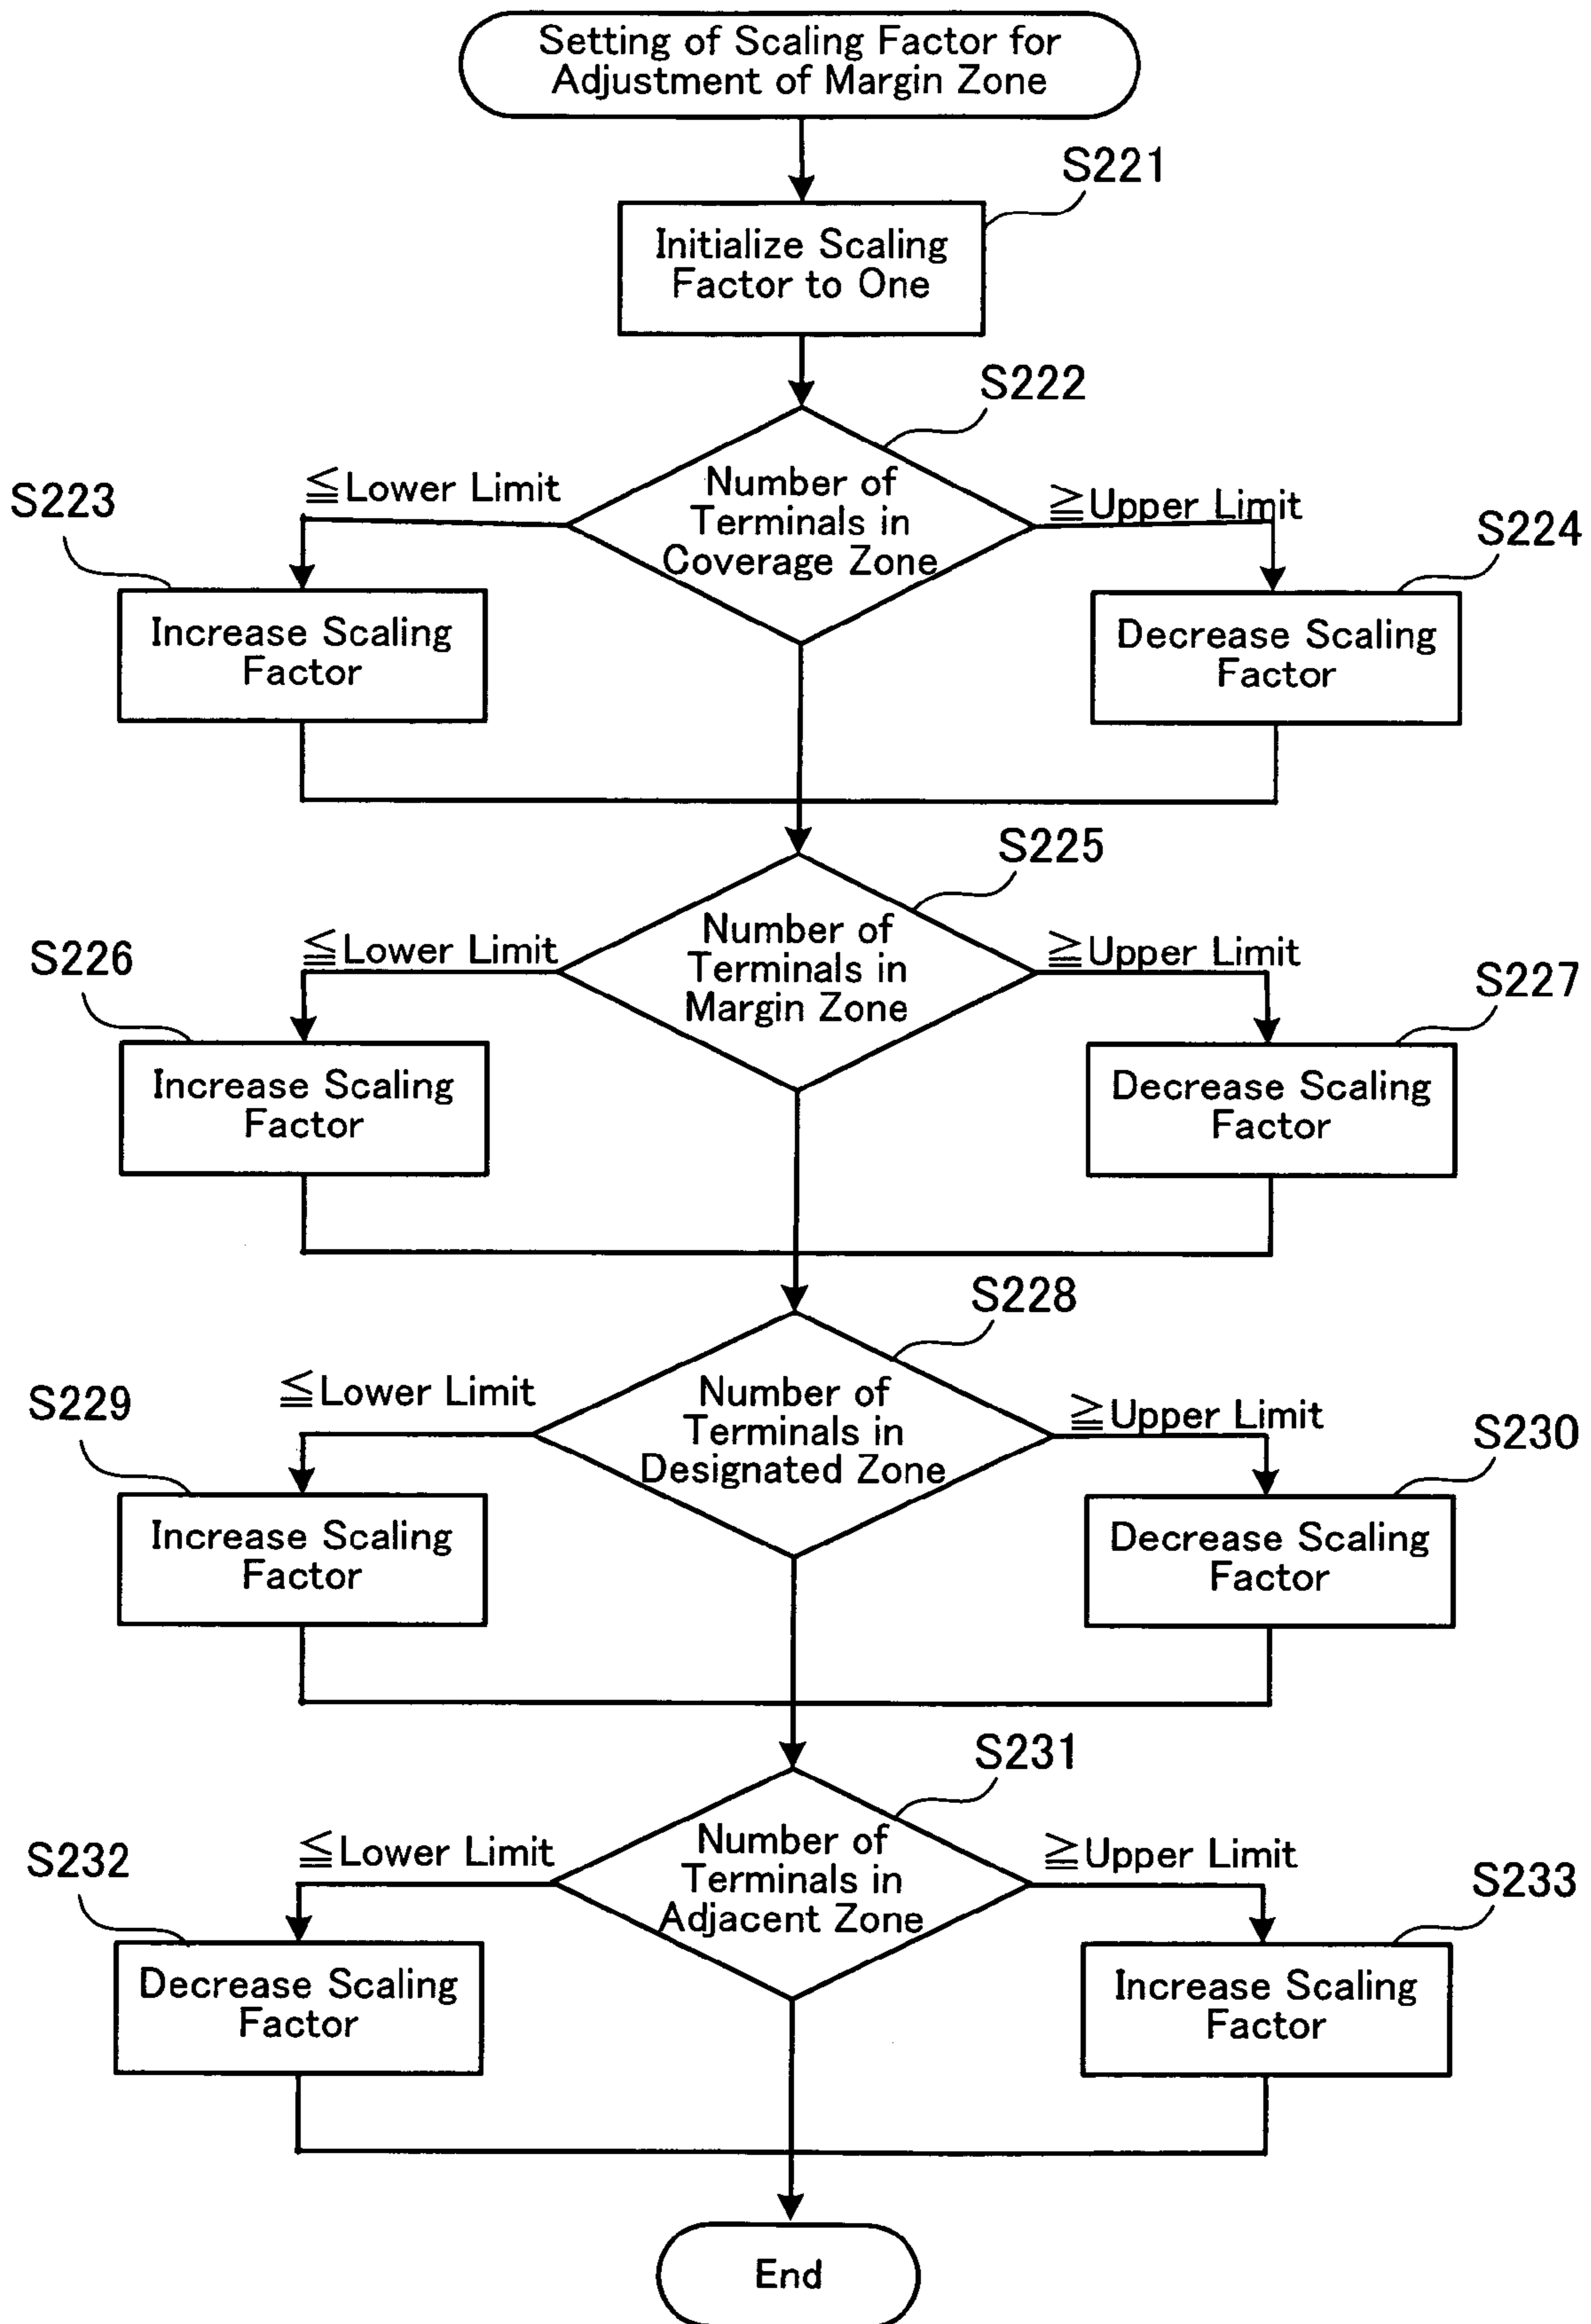 Setting of Scaling Factor for
Adjustment of Margin Zone
S221
Initialize Scaling
Factor to One
S222
Number of
Terminals in
Coverage Zone
≦Lower Limit
≧Upper Limit
S223
Increase Scaling
Factor
S224
Decrease Scaling
Factor
S225
Number of
Terminals in
Margin Zone
≦Lower Limit
≧Upper Limit
S226
Increase Scaling
Factor
S227
Decrease Scaling
Factor
S228
Number of
Terminals in
Designated Zone
≦Lower Limit
≧Upper Limit
S229
Increase Scaling
Factor
S230
Decrease Scaling
Factor
S231
Number of
Terminals in
Adjacent Zone
≦Lower Limit
≧Upper Limit
S232
Decrease Scaling
Factor
S233
Increase Scaling
Factor
End